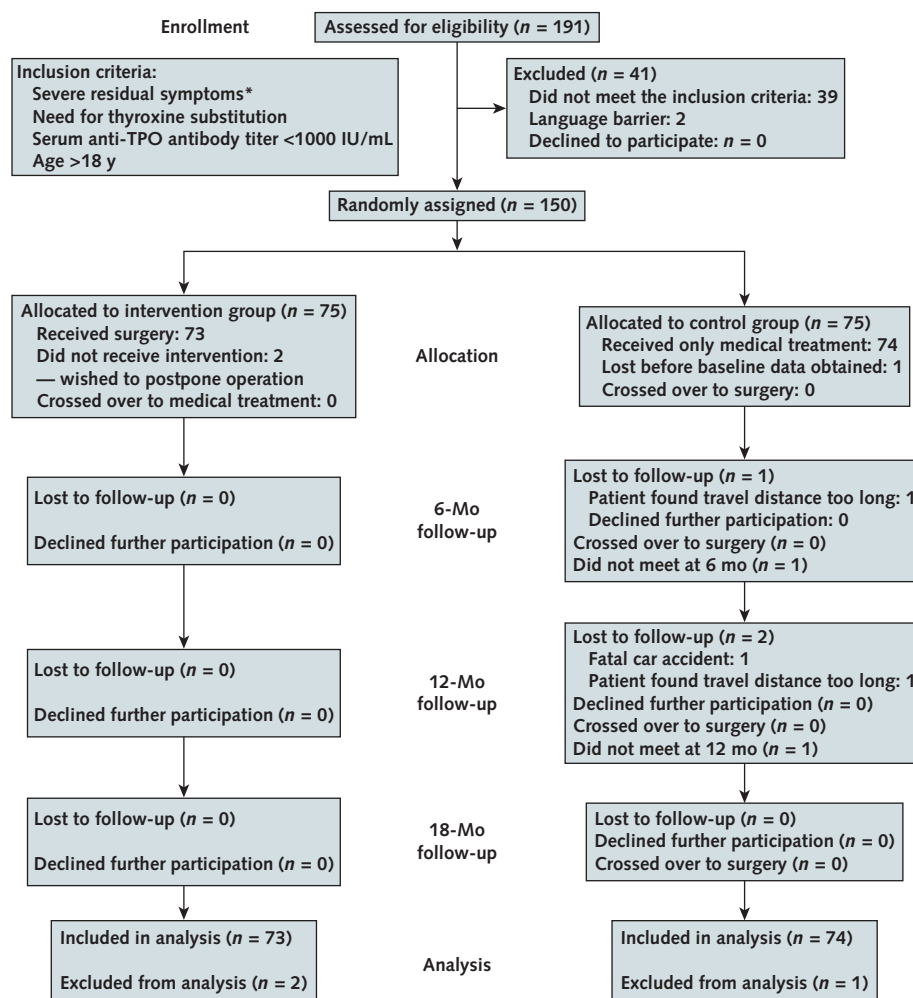 Enrollment
Assessed for eligibility (n = 191)
Inclusion criteria:
Severe residual symptoms*
Need for thyroxine substitution
Serum anti-TPO antibody titer <1000 IU/mL
Age >18 y
Excluded (n = 41)
Did not meet the inclusion criteria: 39
Language barrier: 2
Declined to participate: n = 0
Randomly assigned (n = 150)
Allocated to intervention group (n = 75)
Received surgery: 73
Did not receive intervention: 2
— wished to postpone operation
Crossed over to medical treatment: 0
Allocation
Allocated to control group (n = 75)
Received only medical treatment: 74
Lost before baseline data obtained: 1
Crossed over to surgery: 0
Lost to follow-up (n = 0)
Declined further participation (n = 0)
6-Mo
follow-up
Lost to follow-up (n = 1)
Patient found travel distance too long: 1
Declined further participation: 0
Crossed over to surgery (n = 0)
Did not meet at 6 mo (n = 1)
Lost to follow-up (n = 0)
Declined further participation (n = 0)
12-Mo
follow-up
Lost to follow-up (n = 2)
Fatal car accident: 1
Patient found travel distance too long: 1
Declined further participation (n = 0)
Crossed over to surgery (n = 0)
Did not meet at 12 mo (n = 1)
Lost to follow-up (n = 0)
Declined further participation (n = 0)
18-Mo
follow-up
Lost to follow-up (n = 0)
Declined further participation (n = 0)
Crossed over to surgery (n = 0)
Included in analysis (n = 73)
Excluded from analysis (n = 2)
Analysis
Included in analysis (n = 74)
Excluded from analysis (n = 1)